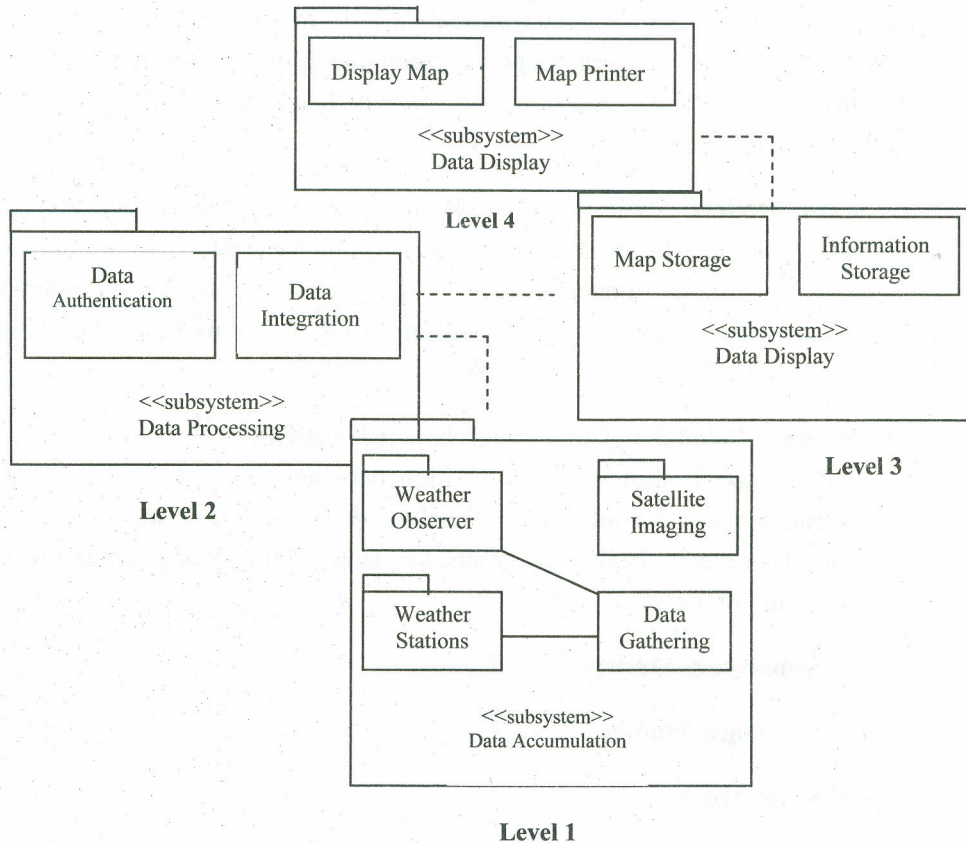 Display Map
Map Printer
<<subsystem>>
Data Display
Level 4
Map Storage
Information
Storage
<<subsystem>>
Data Display
Level 3
Data
Authentication
Data
Integration
<<subsystem>>
Data Processing
Level 2
Weather
Observer
Satellite
Imaging
Weather
Stations
Data
Gathering
<<subsystem>>
Data Accumulation
Level 1